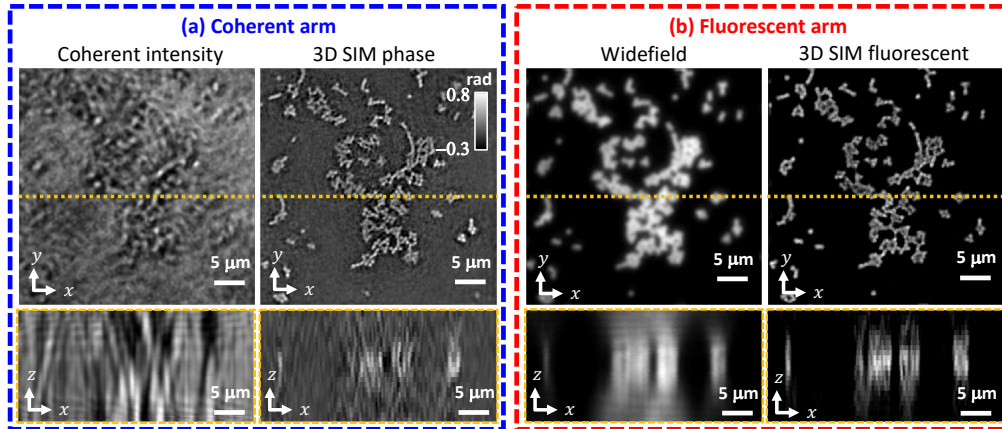 (a) Coherent arm
Coherent intensity
3D SIM phase
rad
0.8
−0.3
y
x
5 μm
y
x
5 μm
z
x
5 μm
z
x
5 μm
(b) Fluorescent arm
Widefield
3D SIM fluorescent
y
x
5 μm
y
x
5 μm
z
x
5 μm
z
x
5 μm